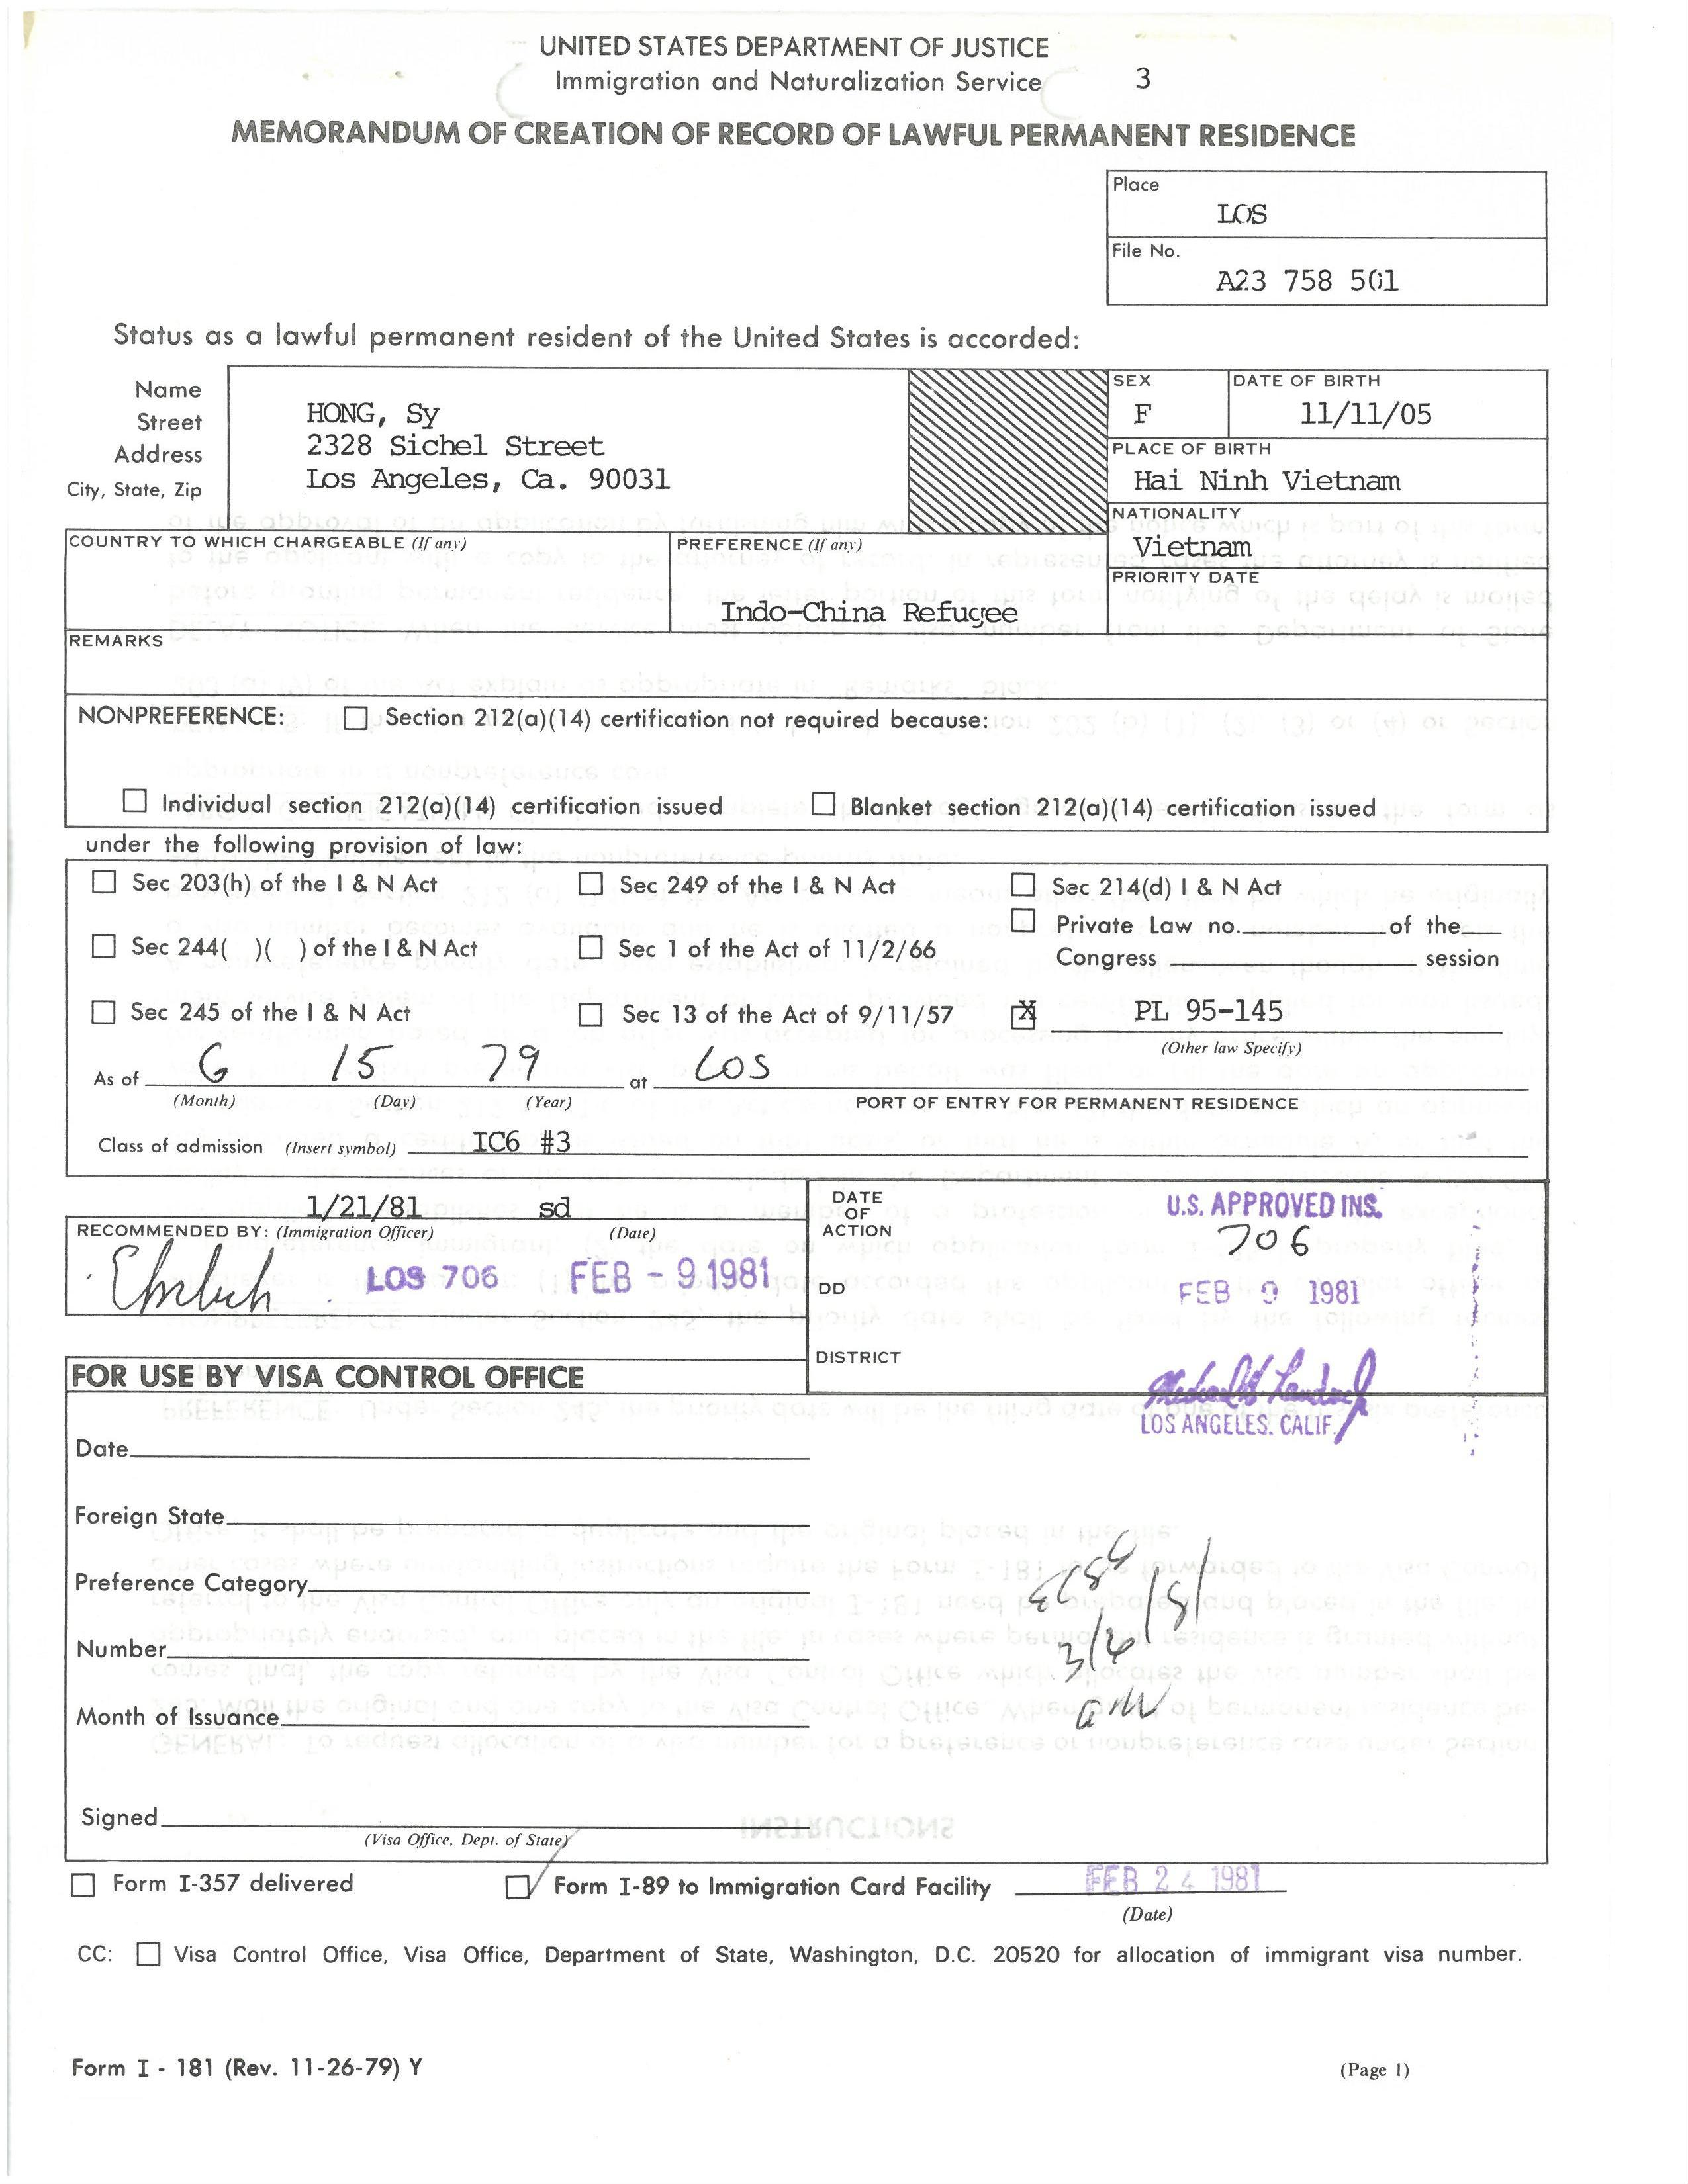 UNITED STATES DEPARTMENT OF JUSTICE
Immigration and Naturalization Service 3
MEMORANDUM OF CREATION OF RECORD OF LAWFUL PERMANENT RESIDENCE
Place
LOS
File No.
A23 758 501
Status as a lawful permanent resident of the United States is accorded:
Name
Street
Address
City, State, Zip
HONG, Sy
2328 Sichel Street
Los Angeles, Ca. 90031
SEX
F
DATE OF BIRTH
11/11/05
PLACE OF BIRTH
Hai Ninh Vietnam
NATIONALITY
Vietnam
PRIORITY DATE
COUNTRY TO WHICH CHARGEABLE (If any)
PREFERENCE (If any)
Indo-China Refugee
REMARKS
NONPREFERENCE: Section 212(a)(14) certification not required because:
Individual section 212(a)(14) certification issued Blanket section 212(a)(14) certification issued
under the following provision of law:
Sec 203(h) of the I & N Act Sec 249 of the I & N Act Sec 214(d) I & N Act
Private Law no. of the
Sec 244( )( ) of the I & N Act Sec 1 of the Act of 11/2/66 Congress session
Sec 245 of the I & N Act Sec 13 of the Act of 9/11/57 X PL 95-145
(Other law Specify)
As of 6 15 79 at LOS
(Month) (Day) (Year) PORT OF ENTRY FOR PERMANENT RESIDENCE
Class of admission (Insert symbol) IC6 #3
1/21/81 sd
RECOMMENDED BY: (Immigration Officer) (Date)
LOS 706 FEB - 9 1981
DATE
OF
ACTION
DD
DISTRICT
U.S. APPROVED INS.
706
FEB 9 1981
LOS ANGELES, CALIF.
FOR USE BY VISA CONTROL OFFICE
Date
Foreign State
Preference Category
Number
Month of Issuance
3/6/81
Signed
(Visa Office, Dept. of State)
INSTRUCTIONS
Form I-357 delivered Form I-89 to Immigration Card Facility FEB 24 1981
(Date)
CC: Visa Control Office, Visa Office, Department of State, Washington, D.C. 20520 for allocation of immigrant visa number.
Form I - 181 (Rev. 11-26-79) Y (Page 1)